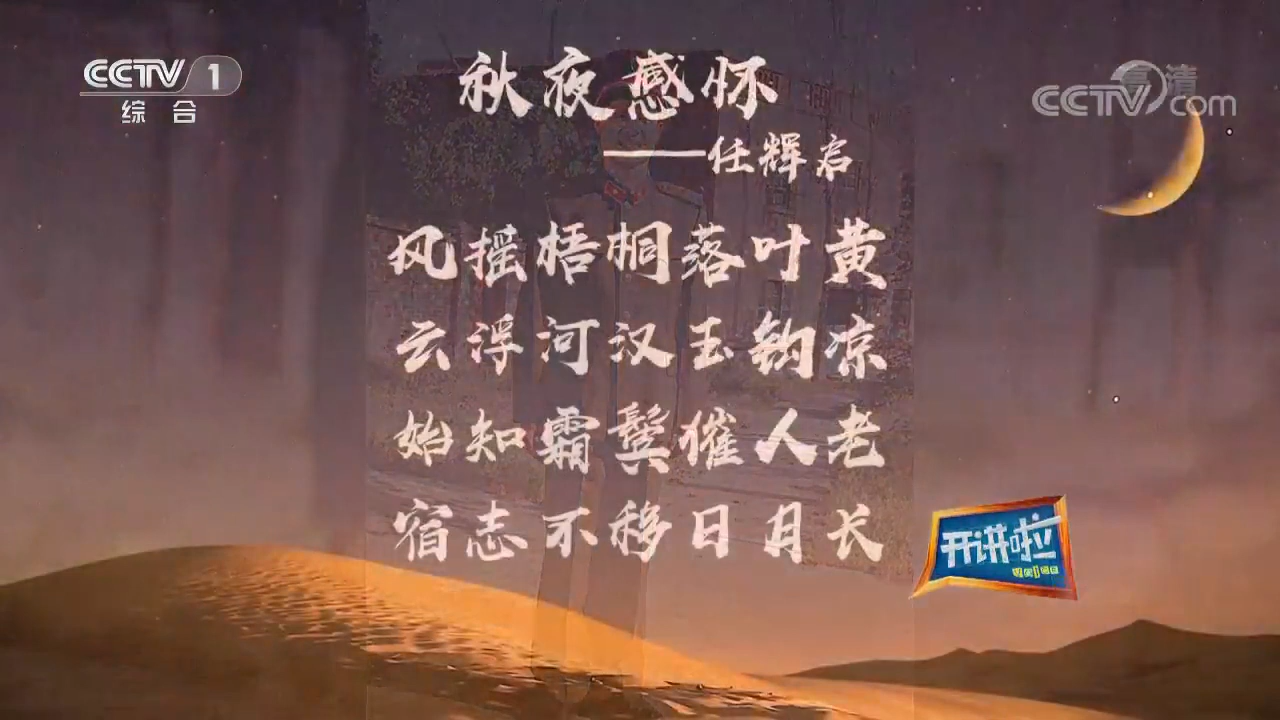 CCTV 1
综合
高清
CCTV.com
秋夜感怀
——任辉启
风摇梧桐落叶黄
云浮河汉玉钩凉
始知霜鬓催人老
宿志不移日月长
开讲啦
VOICE